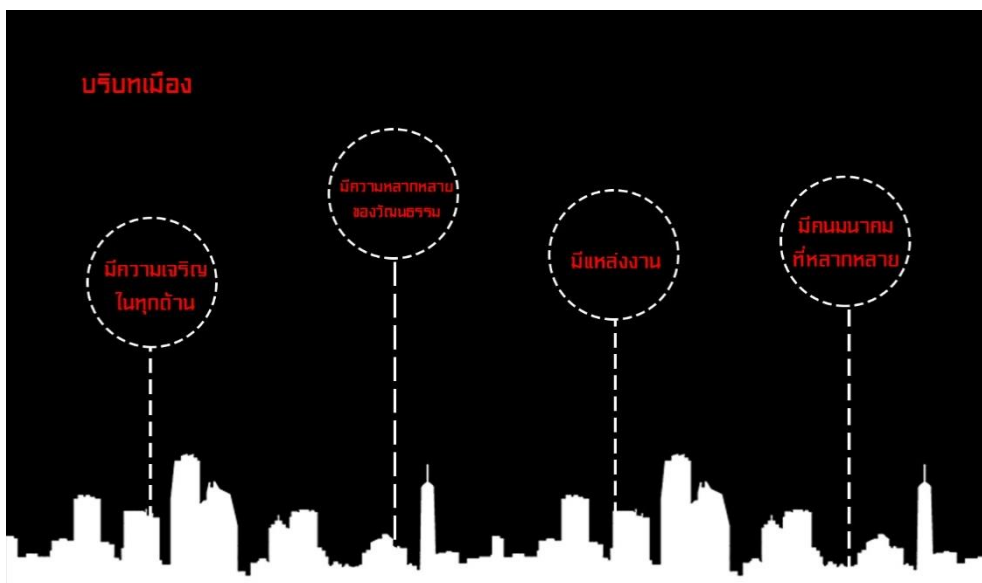 บริบทเมือง
มีความเจริญ
ในทุกด้าน
มีความหลากหลาย
ของวัฒนธรรม
มีแหล่งงาน
มีคนมนาคม
ที่หลากหลาย